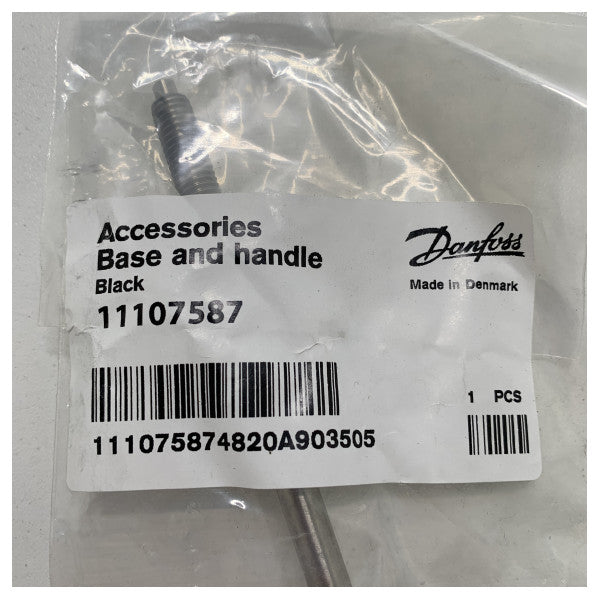 Accessories
Base and handle
Black
11107587
Danfoss
Made in Denmark
1 PCS
111075874820A903505